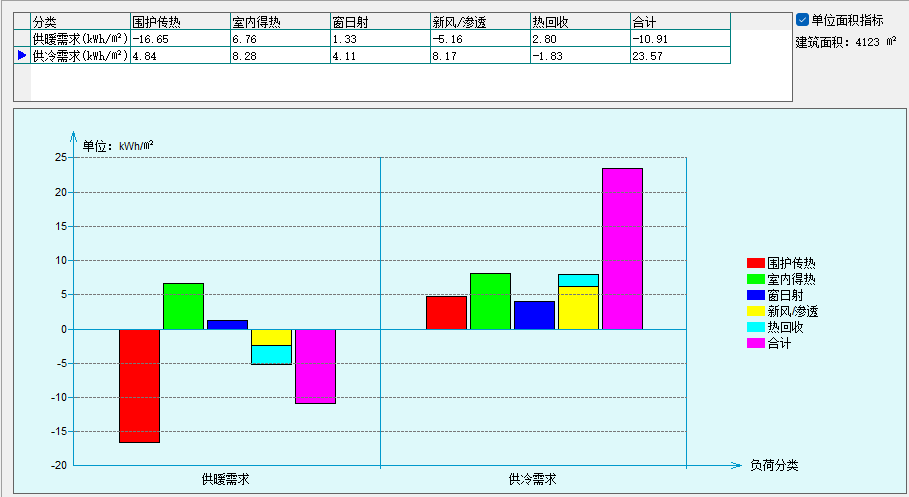 分类 围护传热 室内得热 窗日射 新风/渗透 热回收 合计
供暖需求(kWh/㎡) -16.65 6.76 1.33 -5.16 2.80 -10.91
供冷需求(kWh/㎡) 4.84 8.28 4.11 8.17 -1.83 23.57
单位面积指标
建筑面积: 4123 ㎡
单位: kWh/㎡
25
20
15
10
5
0
-5
-10
-15
-20
供暖需求
供冷需求
负荷分类
围护传热
室内得热
窗日射
新风/渗透
热回收
合计